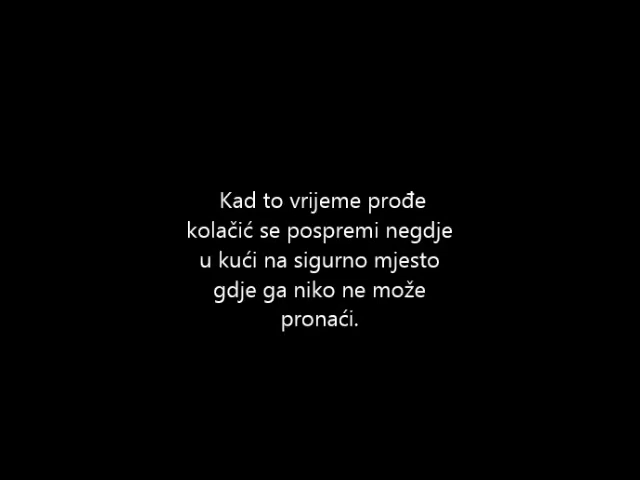 Kad to vrijeme prođe
kolačić se pospremi negdje
u kući na sigurno mjesto
gdje ga niko ne može
pronaći.